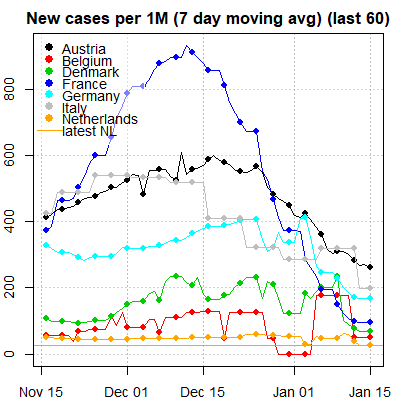 New cases per 1M (7 day moving avg) (last 60)
Austria
Belgium
Denmark
France
Germany
Italy
Netherlands
latest NL
800
600
400
200
0
Nov 15 Dec 01 Dec 15 Jan 01 Jan 15